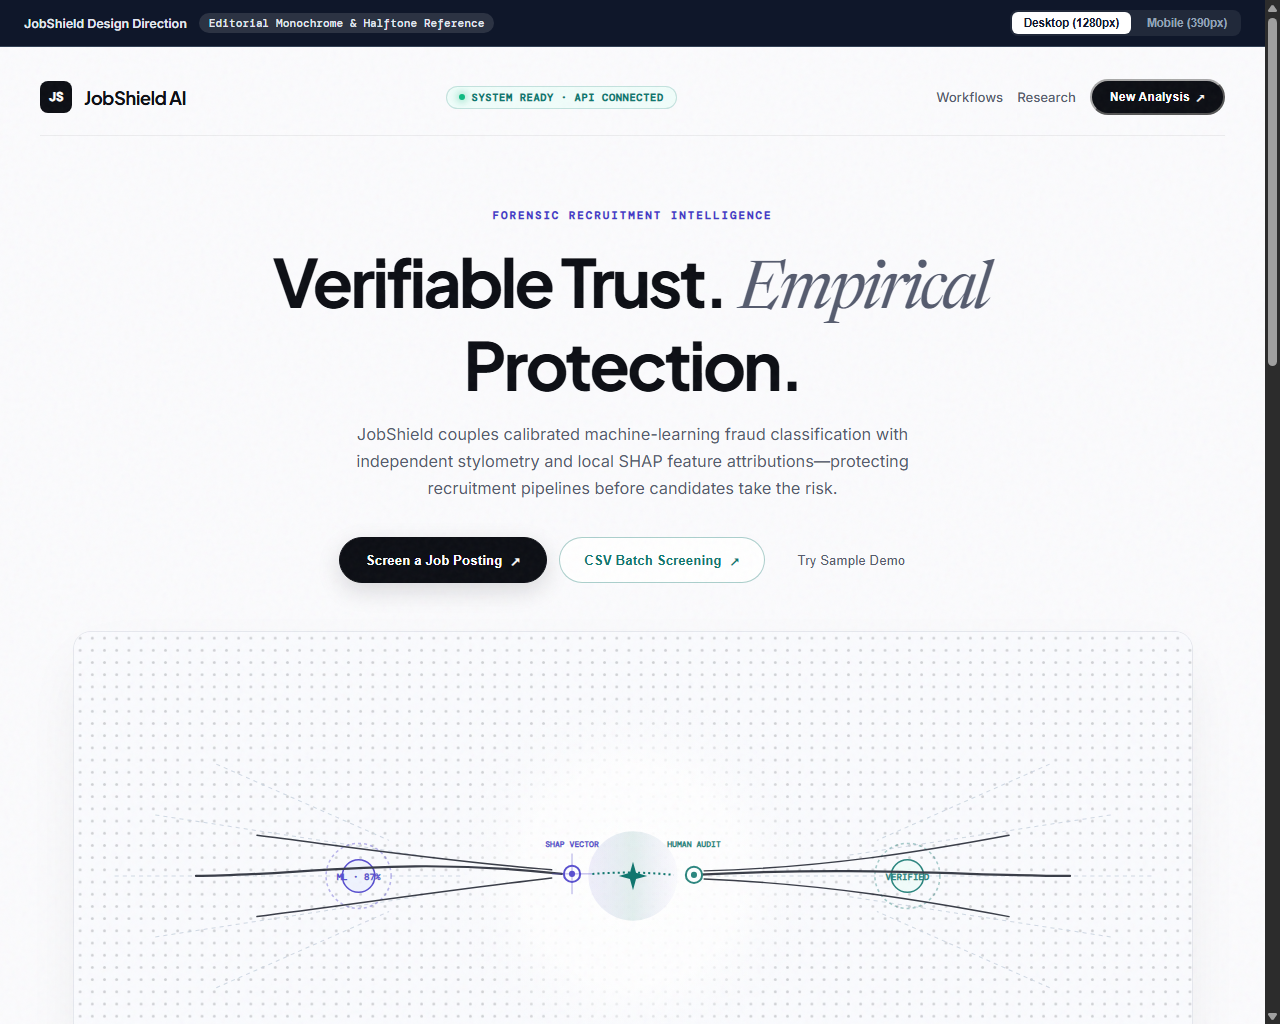 JobShield Design Direction
Editorial Monochrome & Halftone Reference
Desktop (1280px)
Mobile (390px)
JS
JobShield AI
SYSTEM READY · API CONNECTED
Workflows
Research
New Analysis ↗
FORENSIC RECRUITMENT INTELLIGENCE
Verifiable Trust. Empirical
Protection.
JobShield couples calibrated machine-learning fraud classification with
independent stylometry and local SHAP feature attributions—protecting
recruitment pipelines before candidates take the risk.
Screen a Job Posting ↗
CSV Batch Screening ↗
Try Sample Demo
SHAP VECTOR
HUMAN AUDIT
ML · 87%
VERIFIED